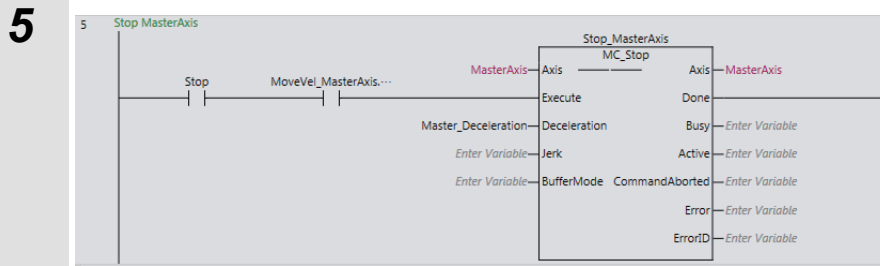 5
5 Stop MasterAxis
Stop_MasterAxis
MC_Stop
MasterAxis Axis Axis MasterAxis
Stop MoveVel_MasterAxis.···
Execute Done
Master_Deceleration Deceleration Busy Enter Variable
Enter Variable Jerk Active Enter Variable
Enter Variable BufferMode CommandAborted Enter Variable
Error Enter Variable
ErrorID Enter Variable